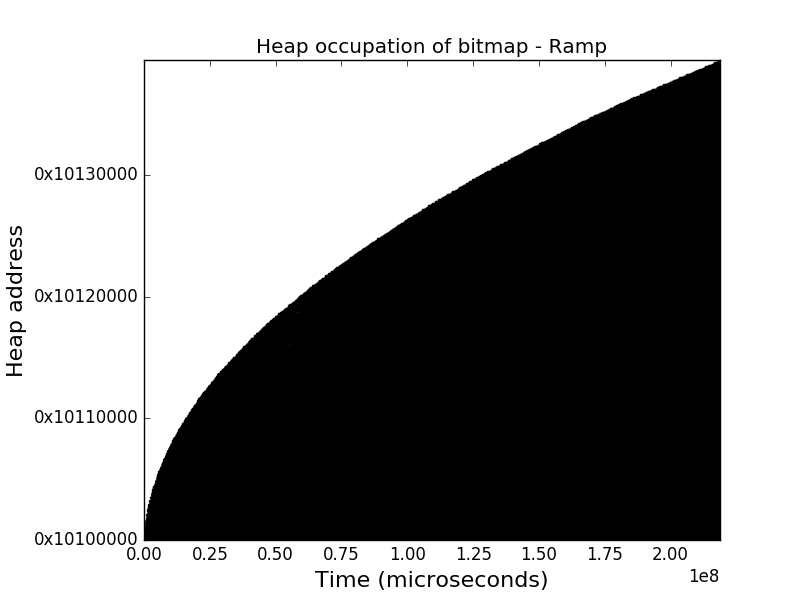 Heap occupation of bitmap - Ramp
Heap address
0x10130000
0x10120000
0x10110000
0x10100000
0.00 0.25 0.50 0.75 1.00 1.25 1.50 1.75 2.00
1e8
Time (microseconds)